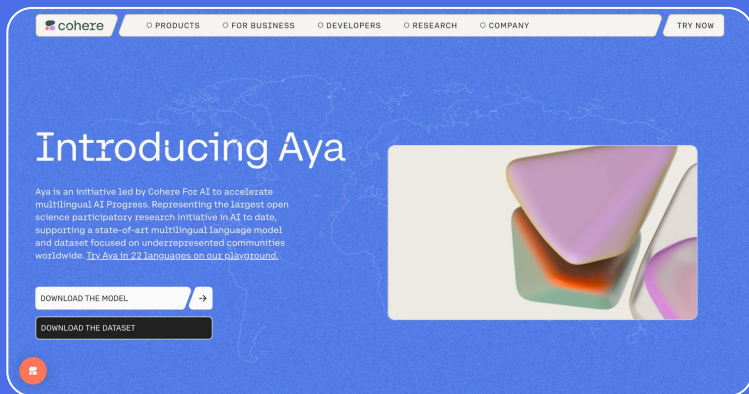 cohere
PRODUCTS
FOR BUSINESS
DEVELOPERS
RESEARCH
COMPANY
TRY NOW
Introducing Aya
Aya is an initiative led by Cohere For AI to accelerate
multilingual AI Progress. Representing the largest open
science participatory research initiative in AI to date,
supporting a state-of-art multilingual language model
and dataset focused on underrepresented communities
worldwide. Try Aya in 22 languages on our playground.
DOWNLOAD THE MODEL
DOWNLOAD THE DATASET